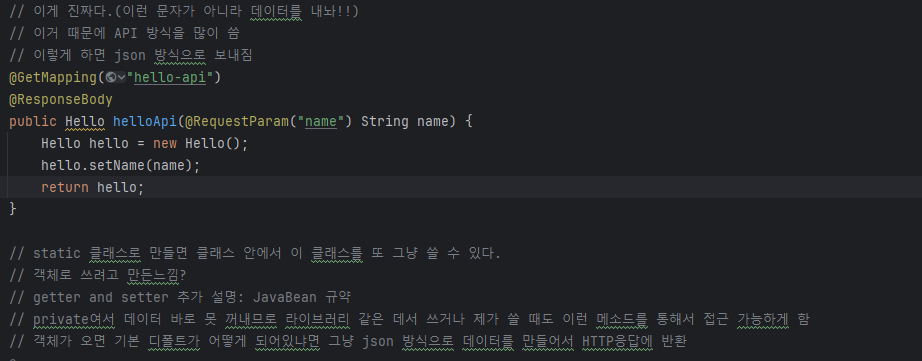 // 이게 진짜다.(이런 문자가 아니라 데이터를 내놔!!)
// 이거 때문에 API 방식을 많이 씀
// 이렇게 하면 json 방식으로 보내짐
@GetMapping("hello-api")
@ResponseBody
public Hello helloApi(@RequestParam("name") String name) {
    Hello hello = new Hello();
    hello.setName(name);
    return hello;
}
// static 클래스로 만들면 클래스 안에서 이 클래스를 또 그냥 쓸 수 있다.
// 객체로 쓰려고 만든느낌?
// getter and setter 추가 설명: JavaBean 규약
// private여서 데이터 바로 못 꺼내므로 라이브러리 같은 데서 쓰거나 제가 쓸 때도 이런 메소드를 통해서 접근 가능하게 함
// 객체가 오면 기본 디폴트가 어떻게 되어있냐면 그냥 json 방식으로 데이터를 만들어서 HTTP응답에 반환